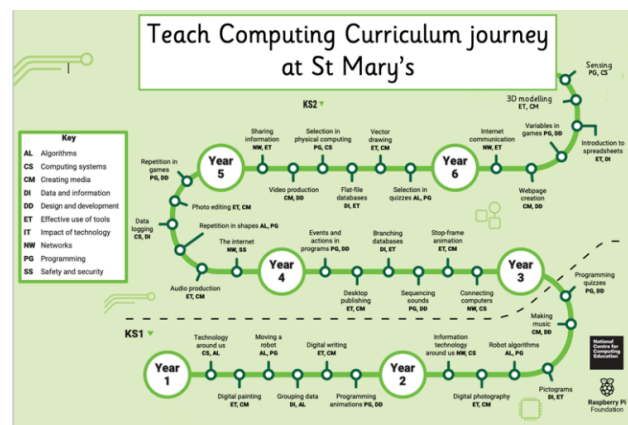 Teach Computing Curriculum journey
at St Mary's
Sensing
PG, CS
3D modelling
ET, CM
KS2
Variables in
games PG, DD
Introduction to
spreadsheets
ET, DI
Key
AL Algorithms
CS Computing systems
CM Creating media
DI Data and information
DD Design and development
ET Effective use of tools
IT Impact of technology
NW Networks
PG Programming
SS Safety and security
Sharing
information
NW, ET
Selection in
physical computing
PG, CS
Vector
drawing
ET, CM
Internet
communication
NW, ET
Repetition in
games
PG, DD
Year
5
Year
6
Video production
CM, DD
Flat-file
databases
DI, ET
Selection in
quizzes AL, PG
Webpage
creation
CM, DD
Photo editing ET, CM
Data
logging
CS, DI
Repetition in shapes AL, PG
The internet
NW, SS
Events and
actions in
programs PG, DD
Branching
databases
DI, ET
Stop-frame
animation
ET, CM
Year
4
Year
3
Audio production
ET, CM
Desktop
publishing
ET, CM
Sequencing
sounds
PG, DD
Connecting
computers
NW, CS
Programming
quizzes
PG, DD
Making
music
CM, DD
KS1
Technology
around us
CS, AL
Moving a
robot
AL, PG
Digital writing
ET, CM
Information
technology
around us NW, CS
Robot algorithms
AL, PG
Year
1
Year
2
Digital painting
ET, CM
Grouping data
DI, AL
Programming
animations PG, DD
Digital photography
ET, CM
Pictograms
DI, ET
National
Centre for
Computing
Education
Raspberry Pi
Foundation